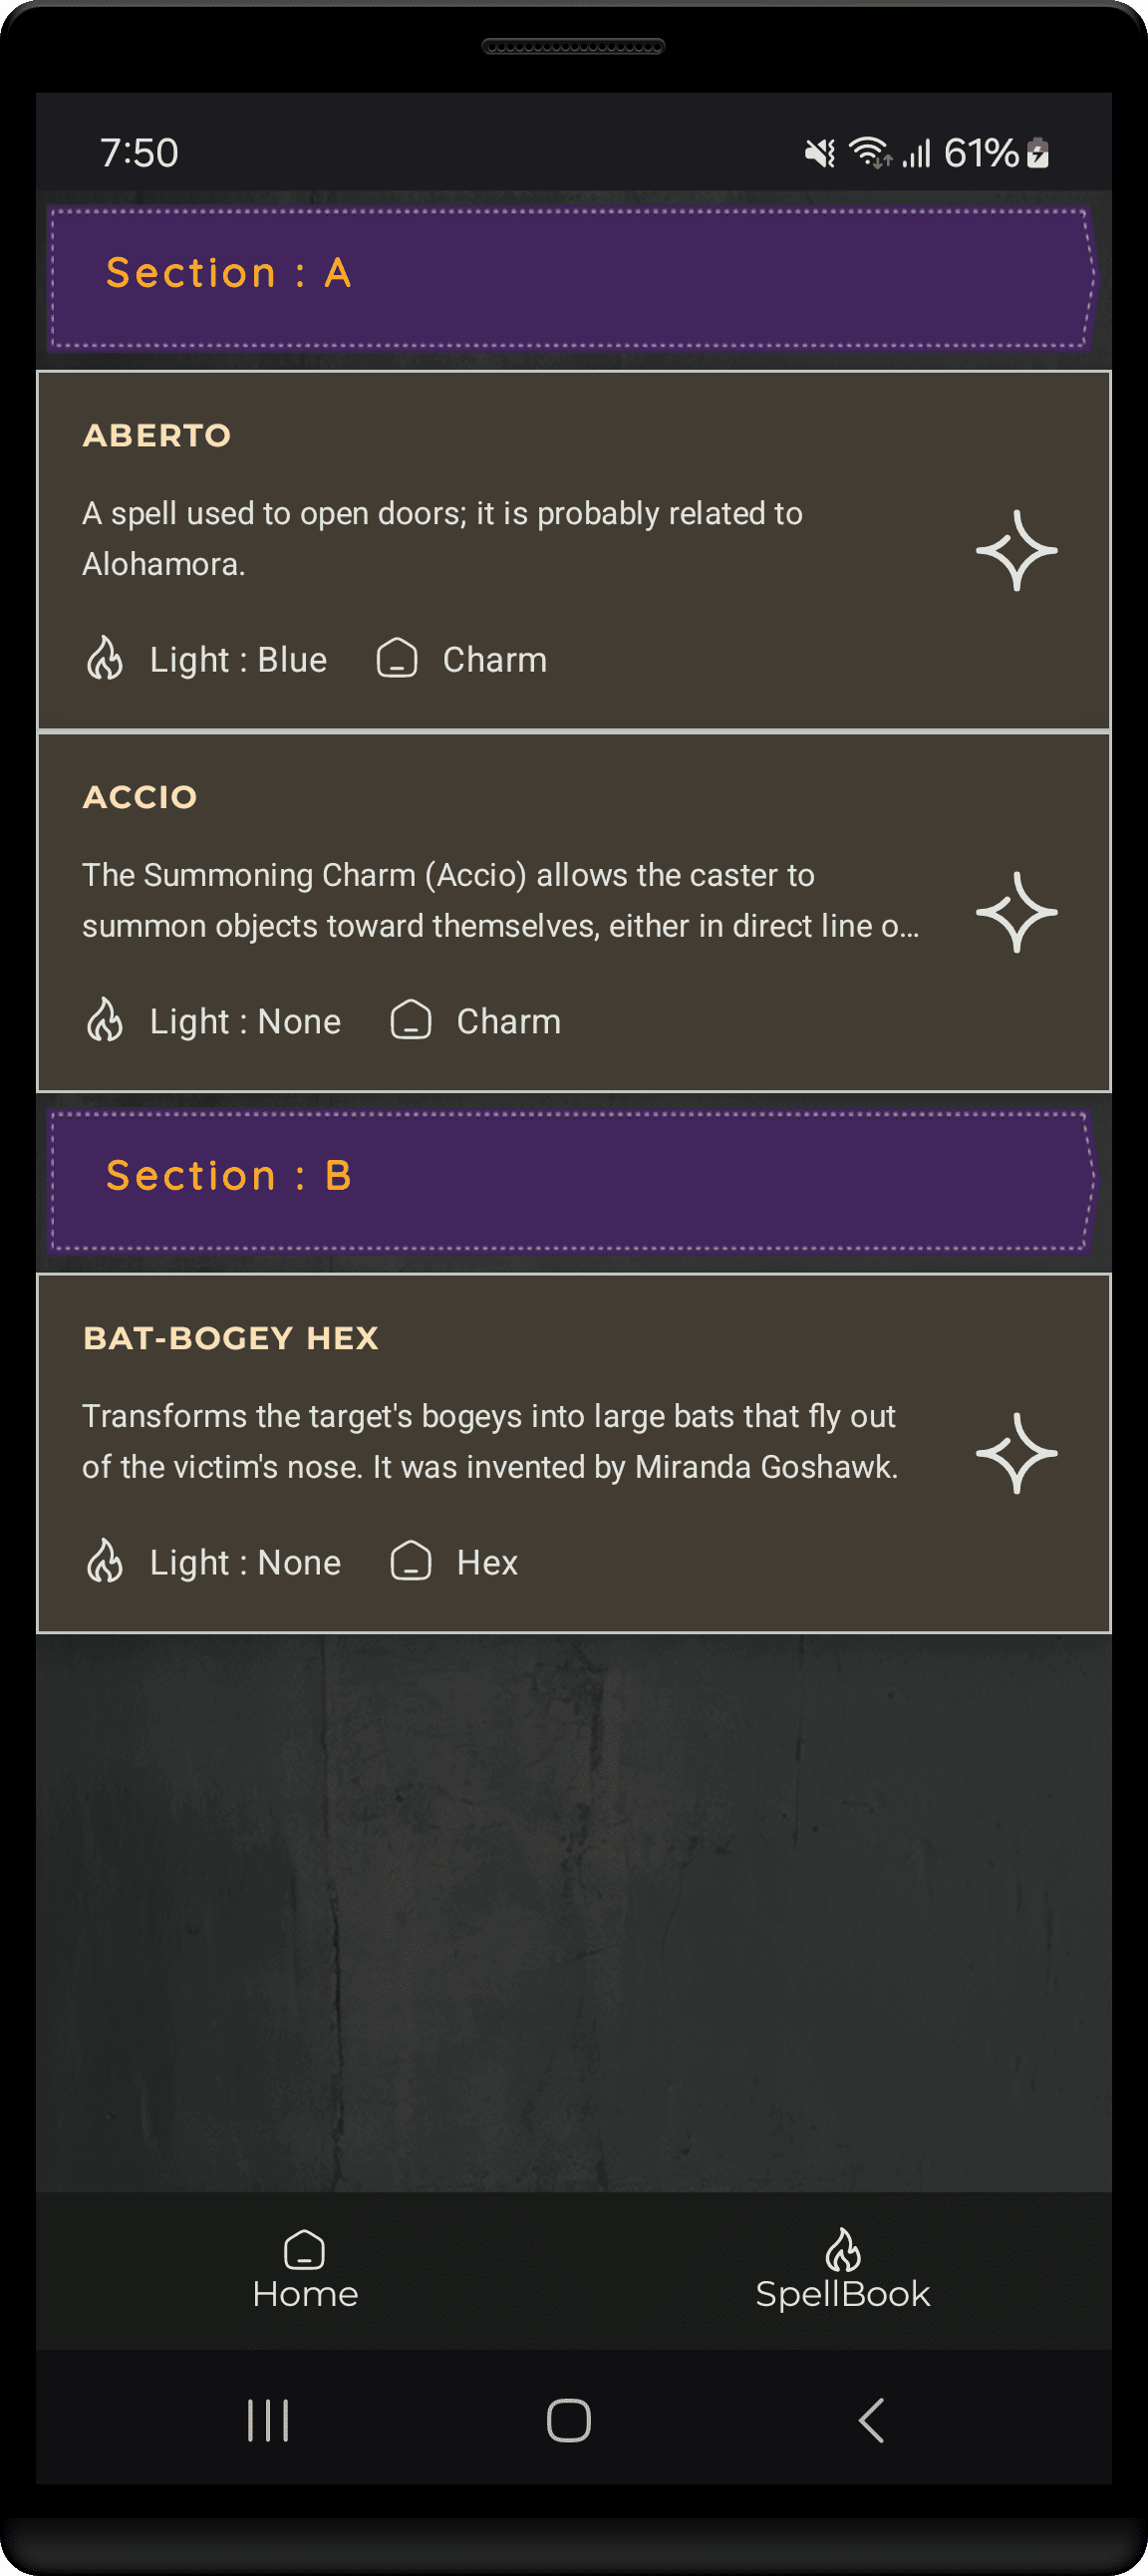 7:50 61%
Section : A
ABERTO
A spell used to open doors; it is probably related to
Alohamora.
Light : Blue Charm
ACCIO
The Summoning Charm (Accio) allows the caster to
summon objects toward themselves, either in direct line o...
Light : None Charm
Section : B
BAT-BOGEY HEX
Transforms the target's bogeys into large bats that fly out
of the victim's nose. It was invented by Miranda Goshawk.
Light : None Hex
Home SpellBook